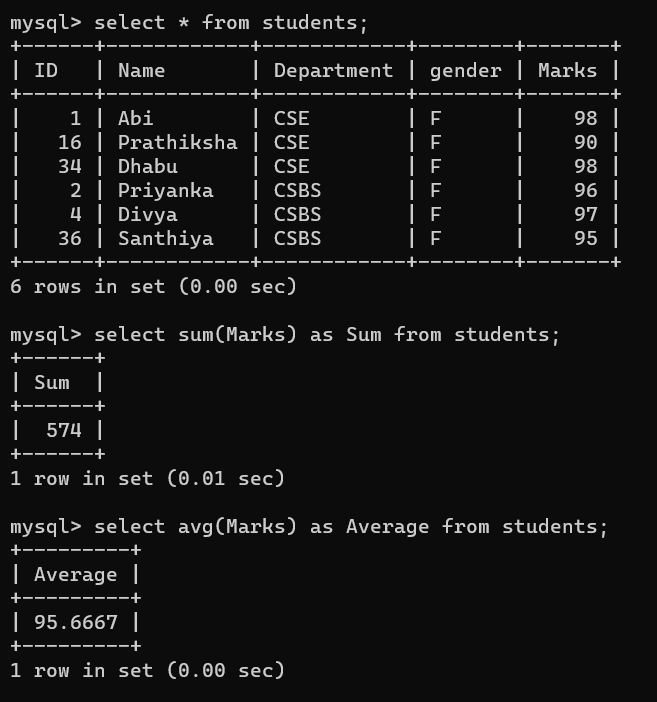 mysql> select * from students;
+------+------------+------------+--------+-------+
| ID   | Name       | Department | gender | Marks |
+------+------------+------------+--------+-------+
|    1 | Abi        | CSE        | F      |    98 |
|   16 | Prathiksha | CSE        | F      |    90 |
|   34 | Dhabu      | CSE        | F      |    98 |
|    2 | Priyanka   | CSBS       | F      |    96 |
|    4 | Divya      | CSBS       | F      |    97 |
|   36 | Santhiya   | CSBS       | F      |    95 |
+------+------------+------------+--------+-------+
6 rows in set (0.00 sec)

mysql> select sum(Marks) as Sum from students;
+------+
| Sum  |
+------+
|  574 |
+------+
1 row in set (0.01 sec)

mysql> select avg(Marks) as Average from students;
+---------+
| Average |
+---------+
| 95.6667 |
+---------+
1 row in set (0.00 sec)